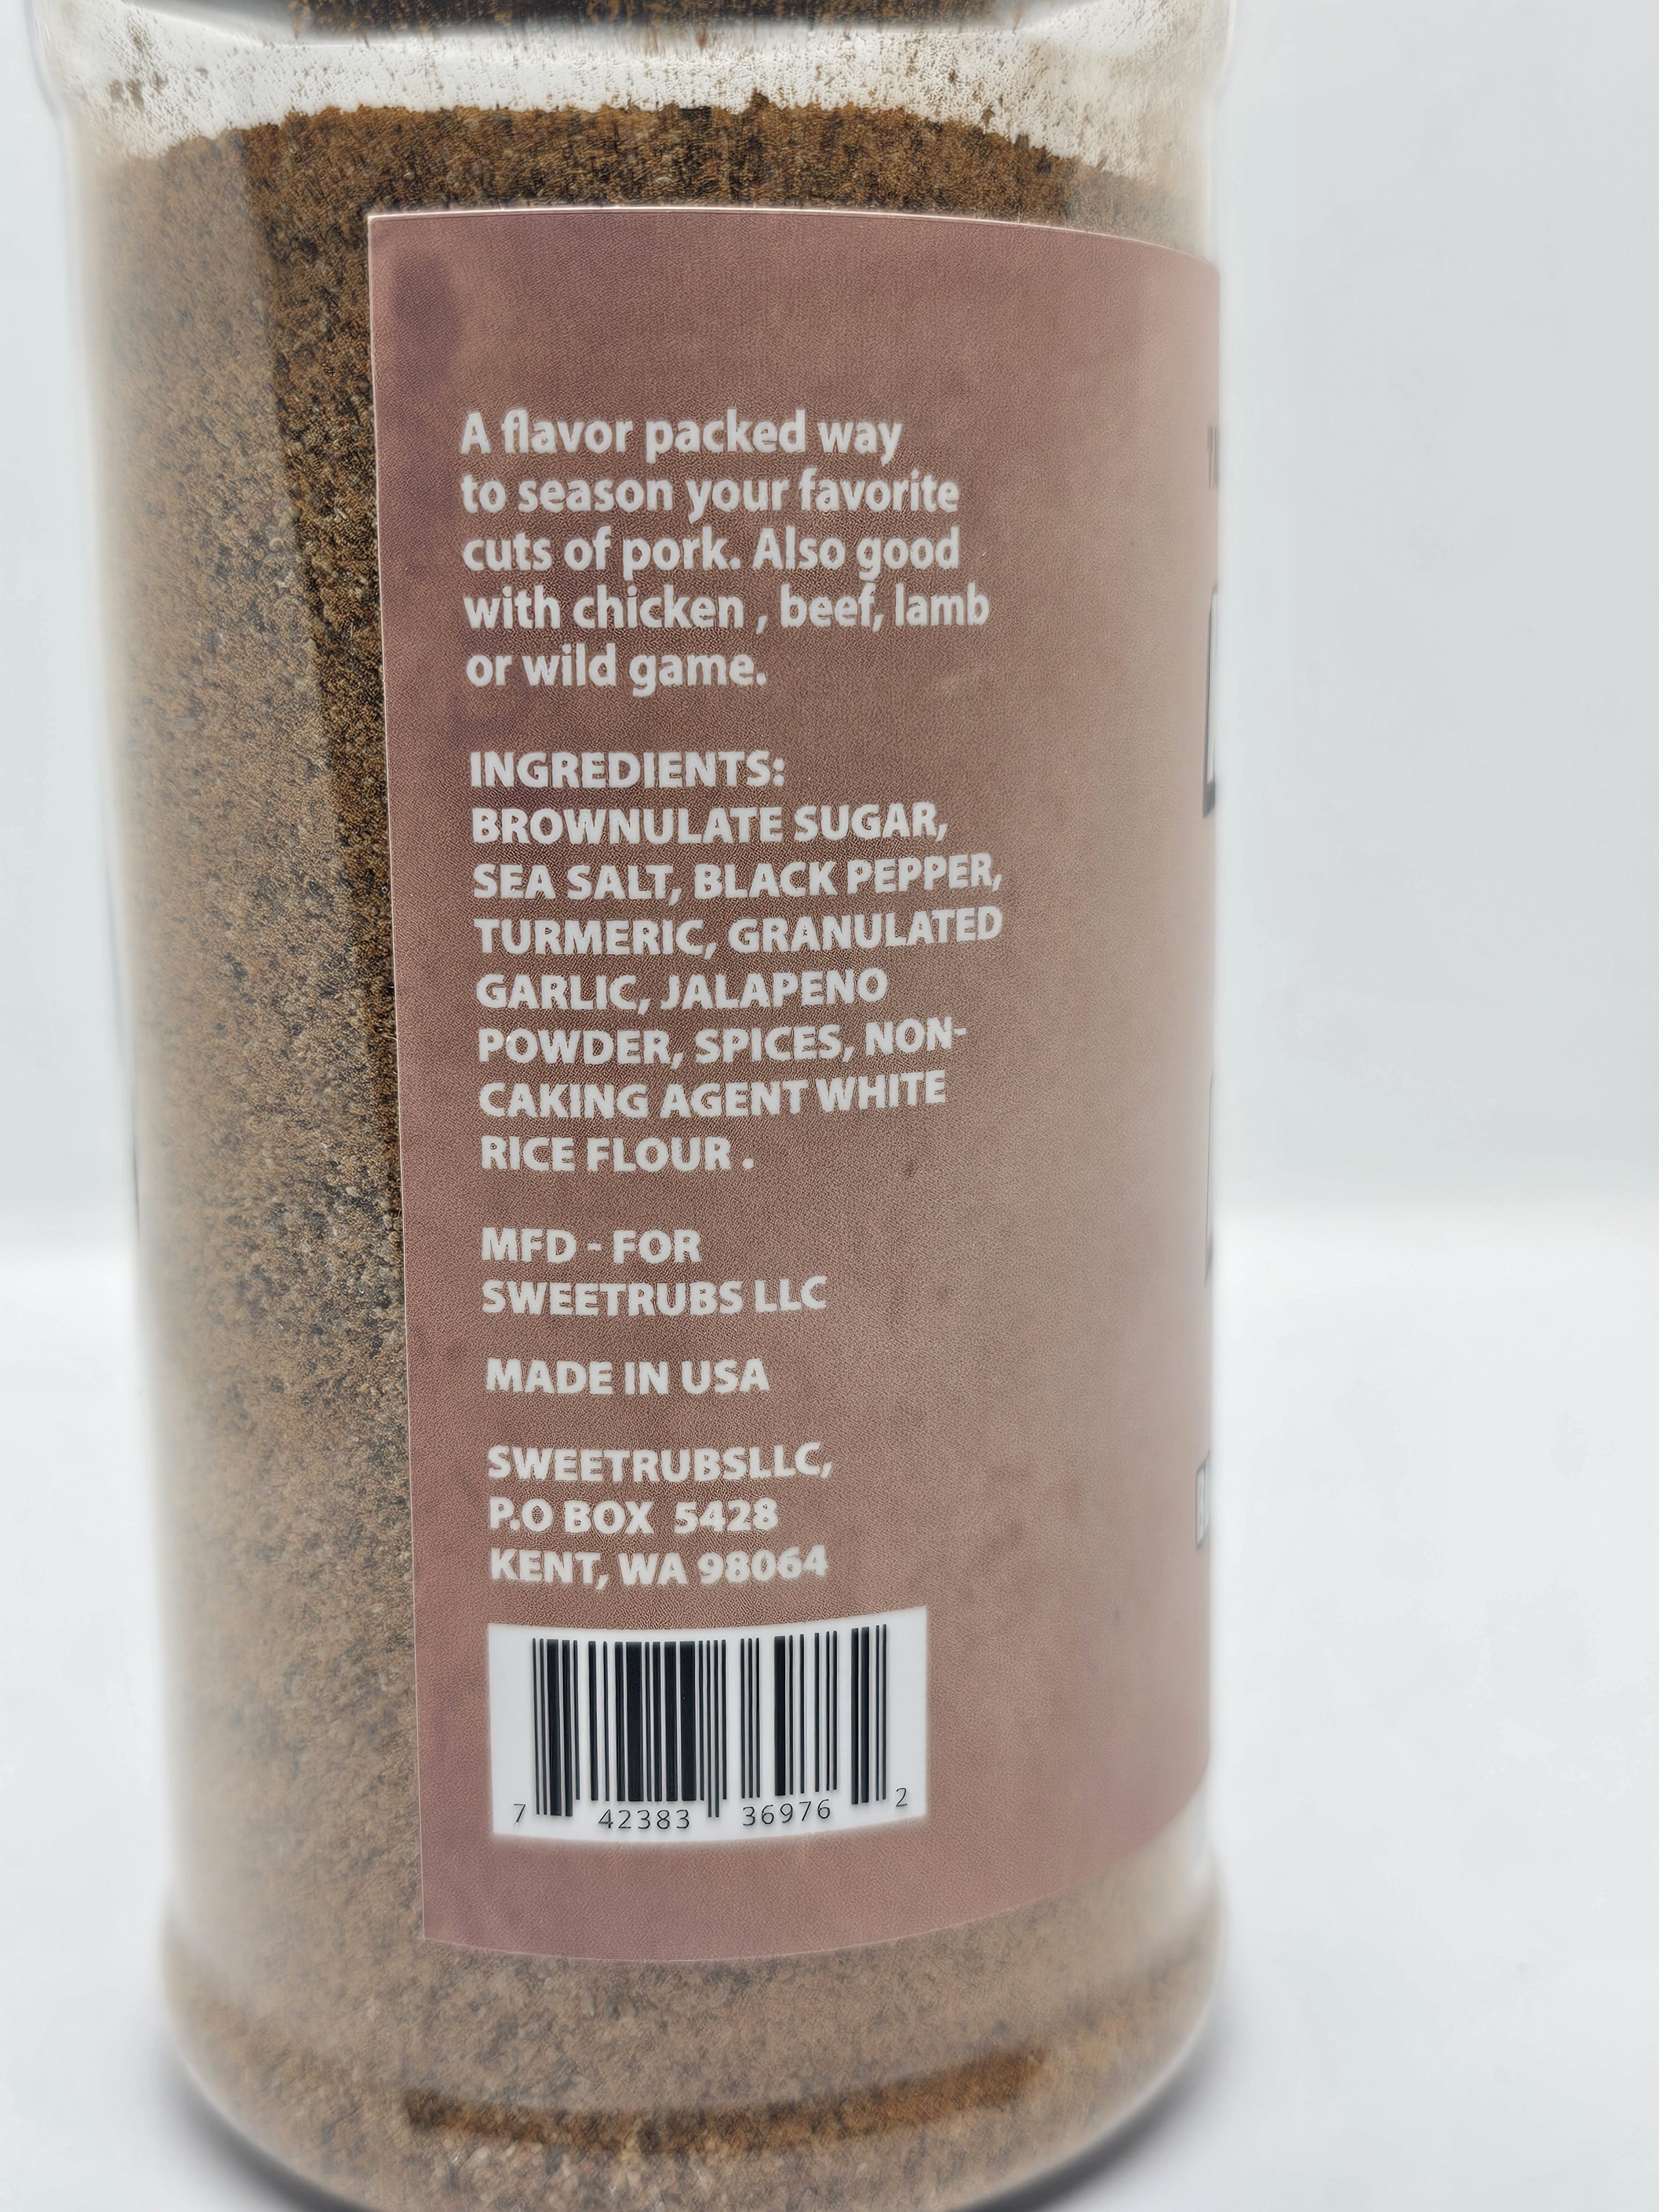 A flavor packed way
to season your favorite
cuts of pork. Also good
with chicken , beef, lamb
or wild game.
INGREDIENTS:
BROWNULATE SUGAR,
SEA SALT, BLACK PEPPER,
TURMERIC, GRANULATED
GARLIC, JALAPENO
POWDER, SPICES, NON-
CAKING AGENT WHITE
RICE FLOUR .
MFD - FOR
SWEETRUBS LLC
MADE IN USA
SWEETRUBSLLC,
P.O BOX  5428
KENT, WA 98064
7 42383 36976 2